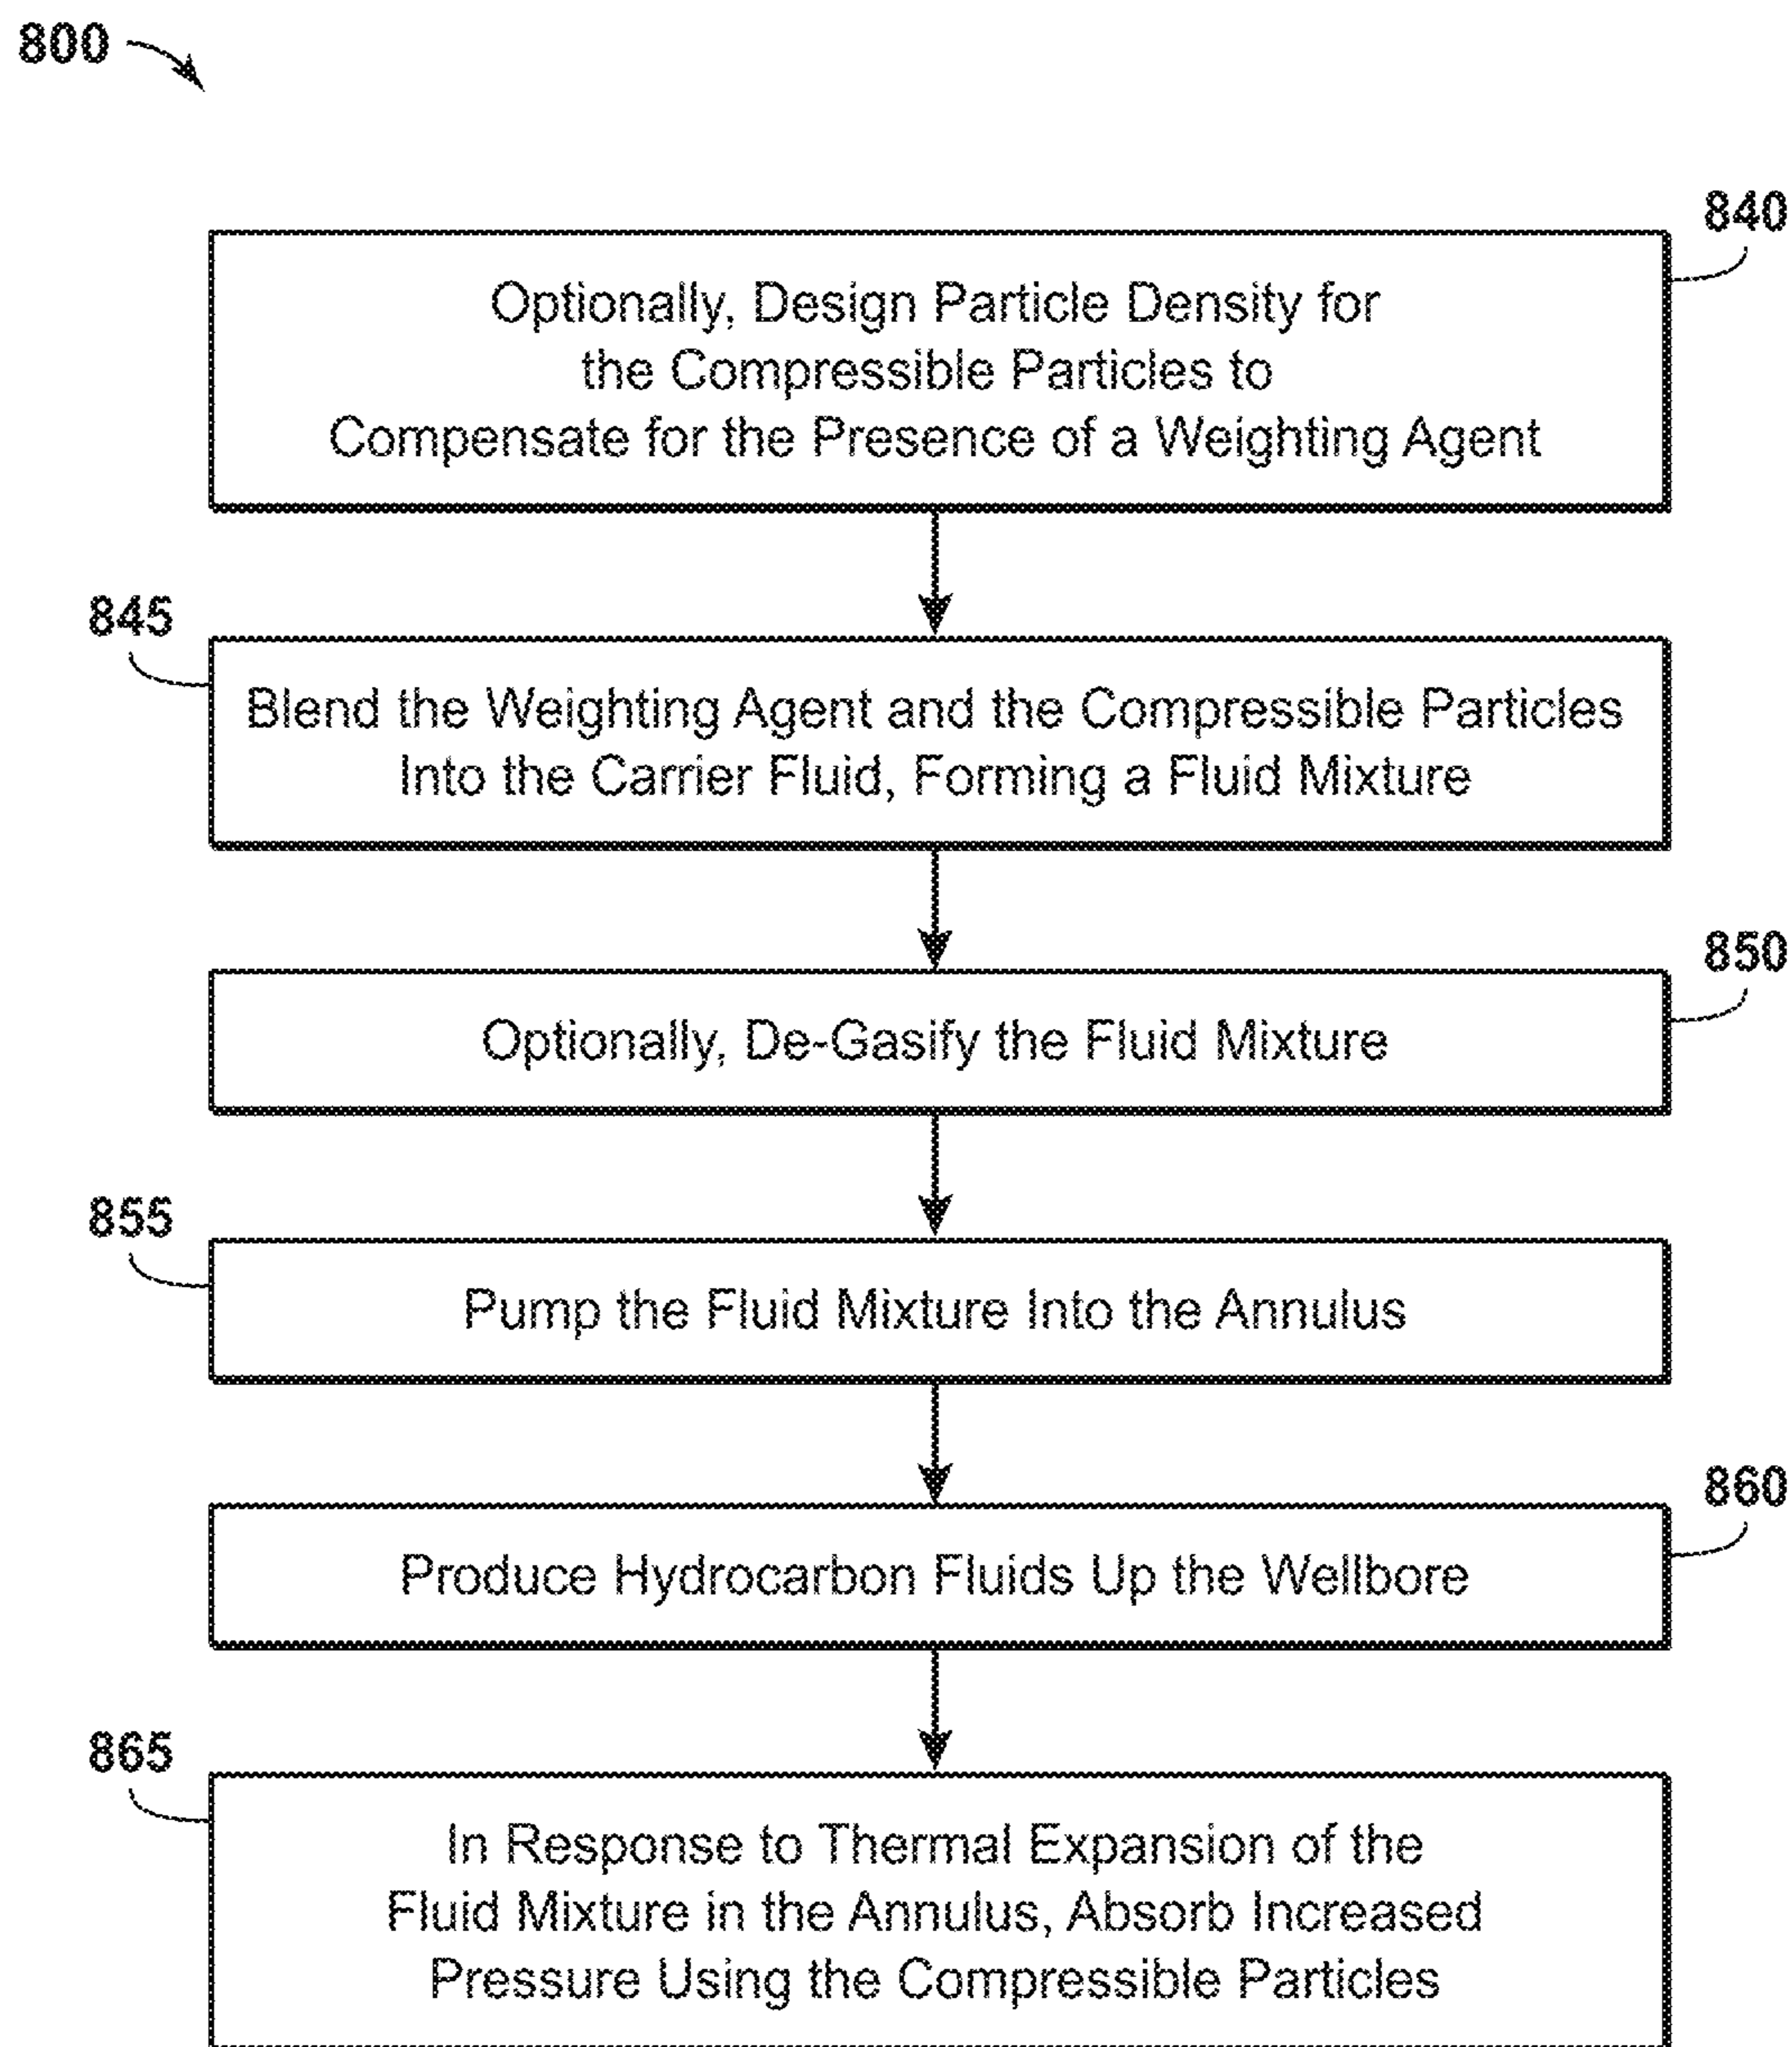 800
840
Optionally, Design Particle Density for
the Compressible Particles to
Compensate for the Presence of a Weighting Agent
845
Blend the Weighting Agent and the Compressible Particles
Into the Carrier Fluid, Forming a Fluid Mixture
850
Optionally, De-Gasify the Fluid Mixture
855
Pump the Fluid Mixture Into the Annulus
860
Produce Hydrocarbon Fluids Up the Wellbore
865
In Response to Thermal Expansion of the
Fluid Mixture in the Annulus, Absorb Increased
Pressure Using the Compressible Particles